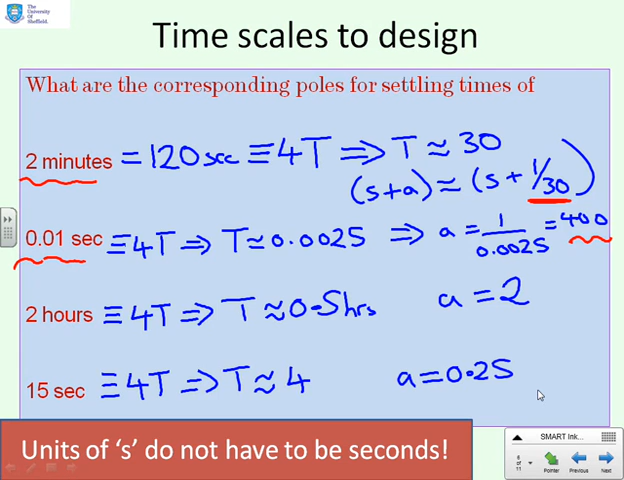 The University Of Sheffield.
Time scales to design
What are the corresponding poles for settling times of
2 minutes = 120 sec ≡ 4T ⟹ T ≈ 30
(s+a) ≈ (s + 1/30)
0.01 sec ≡ 4T ⟹ T ≈ 0.0025 ⟹ a = 1/0.0025 = 400
2 hours ≡ 4T ⟹ T ≈ 0.5hrs a = 2
15 sec ≡ 4T ⟹ T ≈ 4 a = 0.25
Units of ‘s’ do not have to be seconds!
SMART Ink...
6 of 11
Pointer Previous Next